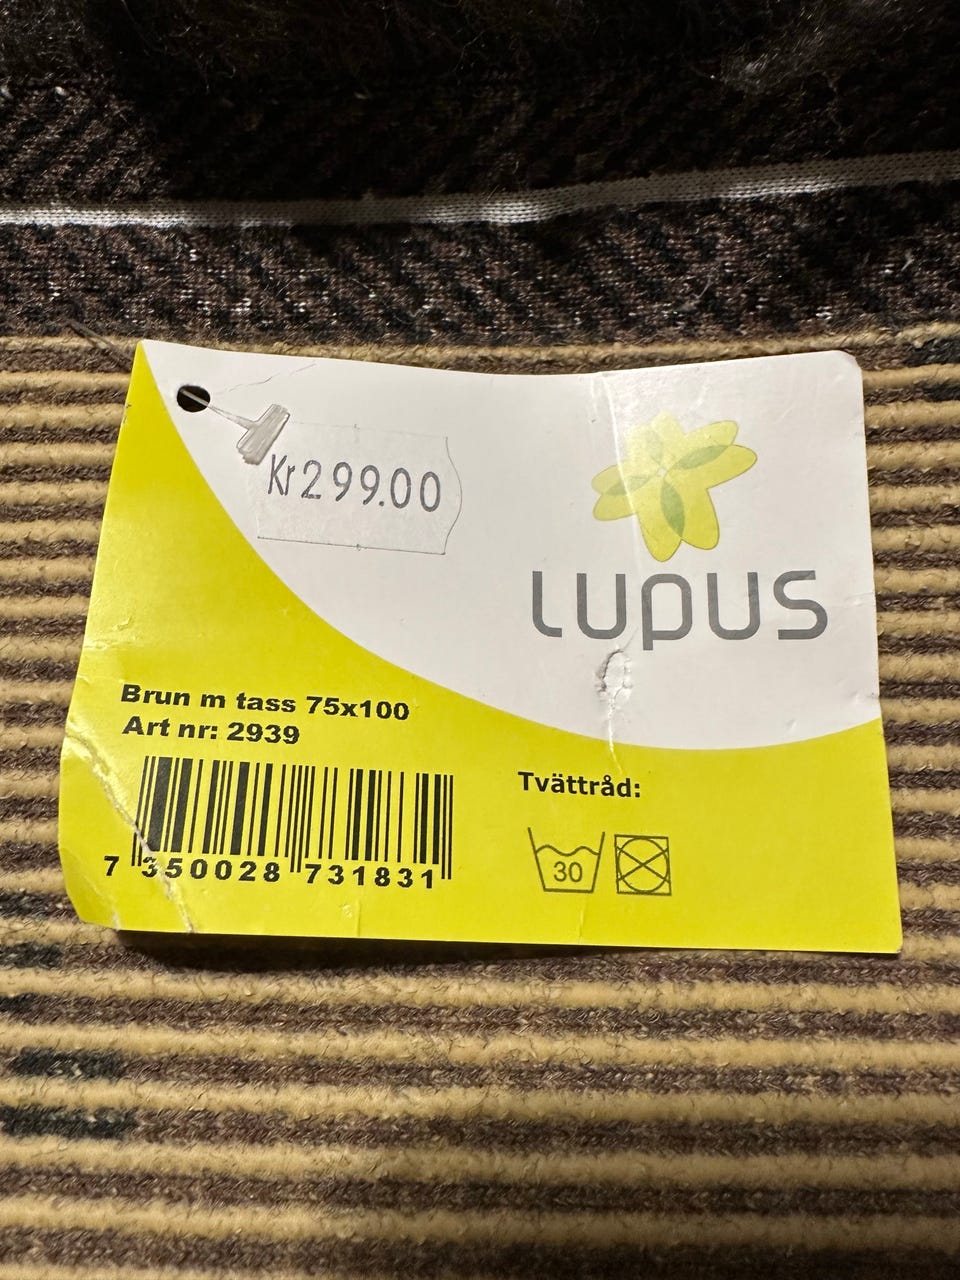 Kr299.00
LUPUS
Brun m tass 75x100
Art nr: 2939
7 350028 731831
Tvättråd:
30